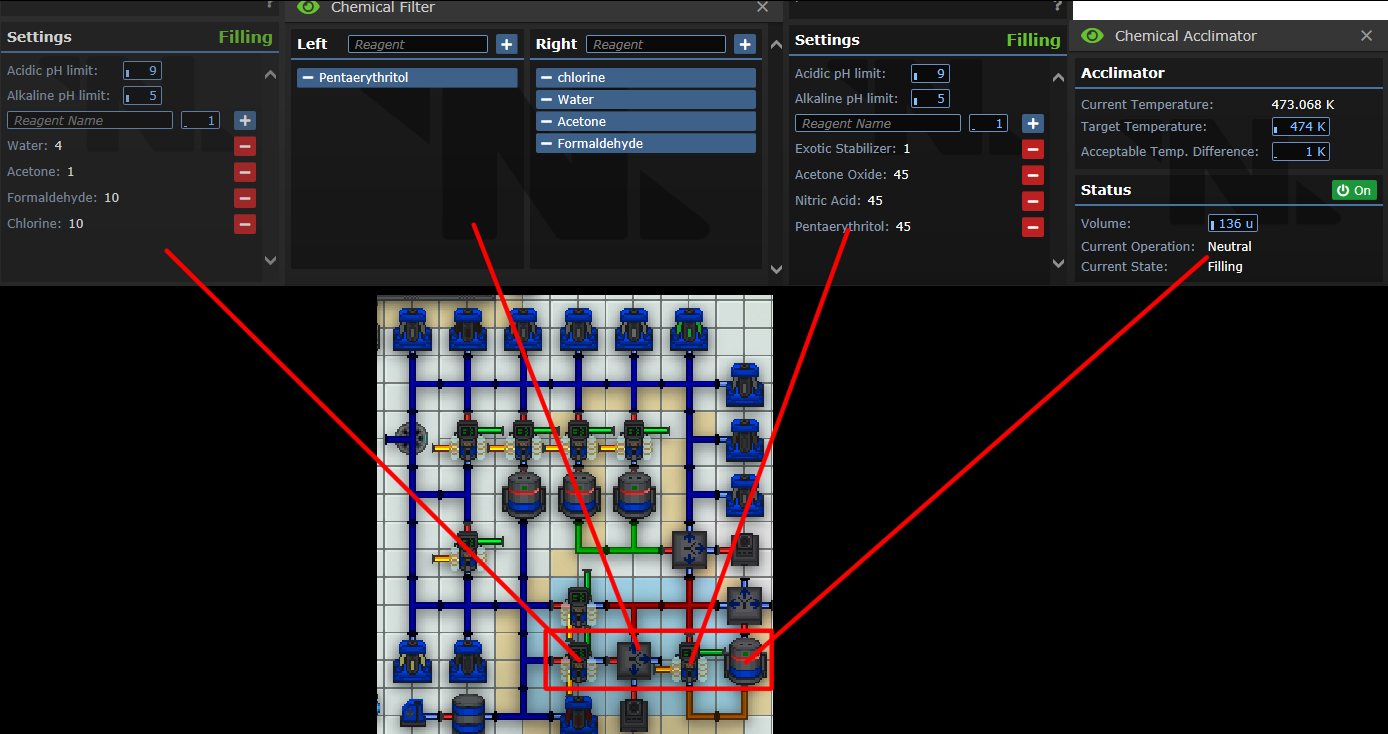 ?
Settings Filling
Acidic pH limit: 9
Alkaline pH limit: 5
Reagent Name 1 +
Water: 4
Acetone: 1
Formaldehyde: 10
Chlorine: 10
Chemical Filter
Left Reagent +
Pentaerythritol
Right Reagent +
chlorine
Water
Acetone
Formaldehyde
?
Settings Filling
Acidic pH limit: 9
Alkaline pH limit: 5
Reagent Name 1 +
Exotic Stabilizer: 1
Acetone Oxide: 45
Nitric Acid: 45
Pentaerythritol: 45
Chemical Acclimator
Acclimator
Current Temperature: 473.068 K
Target Temperature: 474 K
Acceptable Temp. Difference: 1 K
Status On
Volume: 136 u
Current Operation: Neutral
Current State: Filling